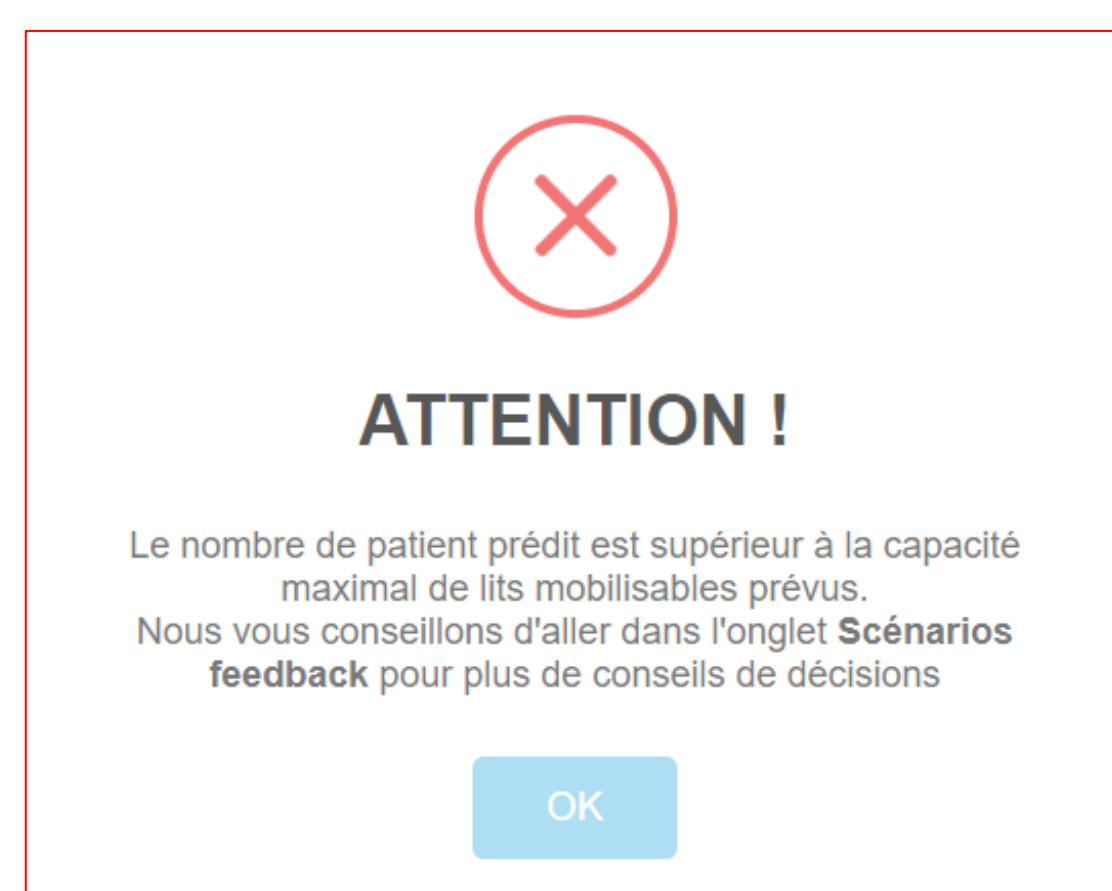 ATTENTION !
Le nombre de patient prédit est supérieur à la capacité
maximal de lits mobilisables prévus.
Nous vous conseillons d'aller dans l'onglet Scénarios
feedback pour plus de conseils de décisions
OK